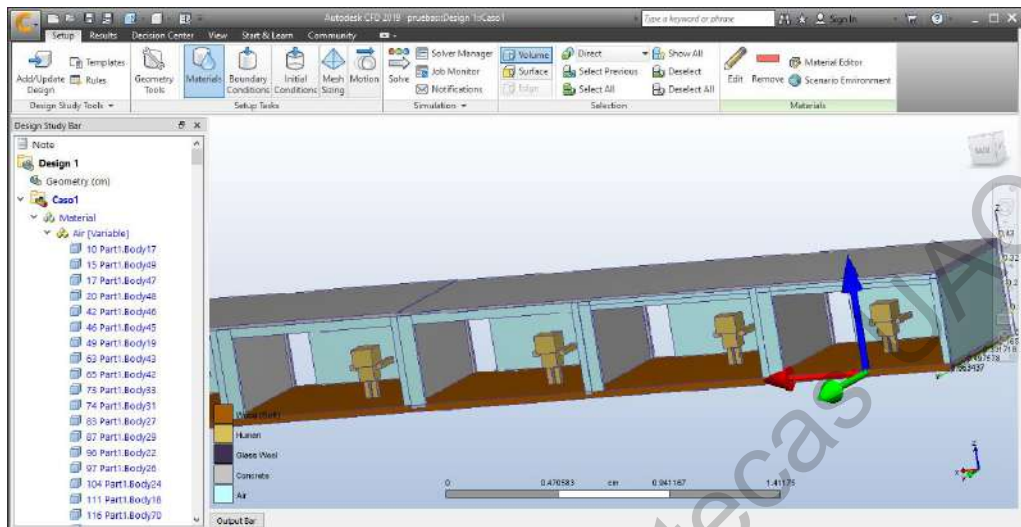 Autodesk CFD 2019 pruebas::Design 1::Caso1
Type a keyword or phrase
Sign In
Setup Results Decision Center View Start & Learn Community
Add/Update Design
Templates
Rules
Geometry Tools
Materials
Boundary Conditions
Initial Conditions
Mesh Sizing
Motion
Solve
Solver Manager
Job Monitor
Notifications
Volume
Surface
Edge
Direct
Select Previous
Select All
Show All
Deselect
Deselect All
Edit
Remove
Material Editor
Scenario Environment
Design Study Tools
Setup Tasks
Simulation
Selection
Materials
Design Study Bar
Note
Design 1
Geometry (cm)
Caso1
Material
Air [Variable]
10 Part1.Body17
15 Part1.Body49
17 Part1.Body47
20 Part1.Body48
42 Part1.Body46
46 Part1.Body45
49 Part1.Body19
63 Part1.Body43
65 Part1.Body42
73 Part1.Body33
74 Part1.Body31
83 Part1.Body27
87 Part1.Body29
96 Part1.Body22
97 Part1.Body26
104 Part1.Body24
111 Part1.Body18
116 Part1.Body70
Human
Glass Wool
Concrete
Air
0 0.470583 cm 0.941167 1.41175
Output Bar